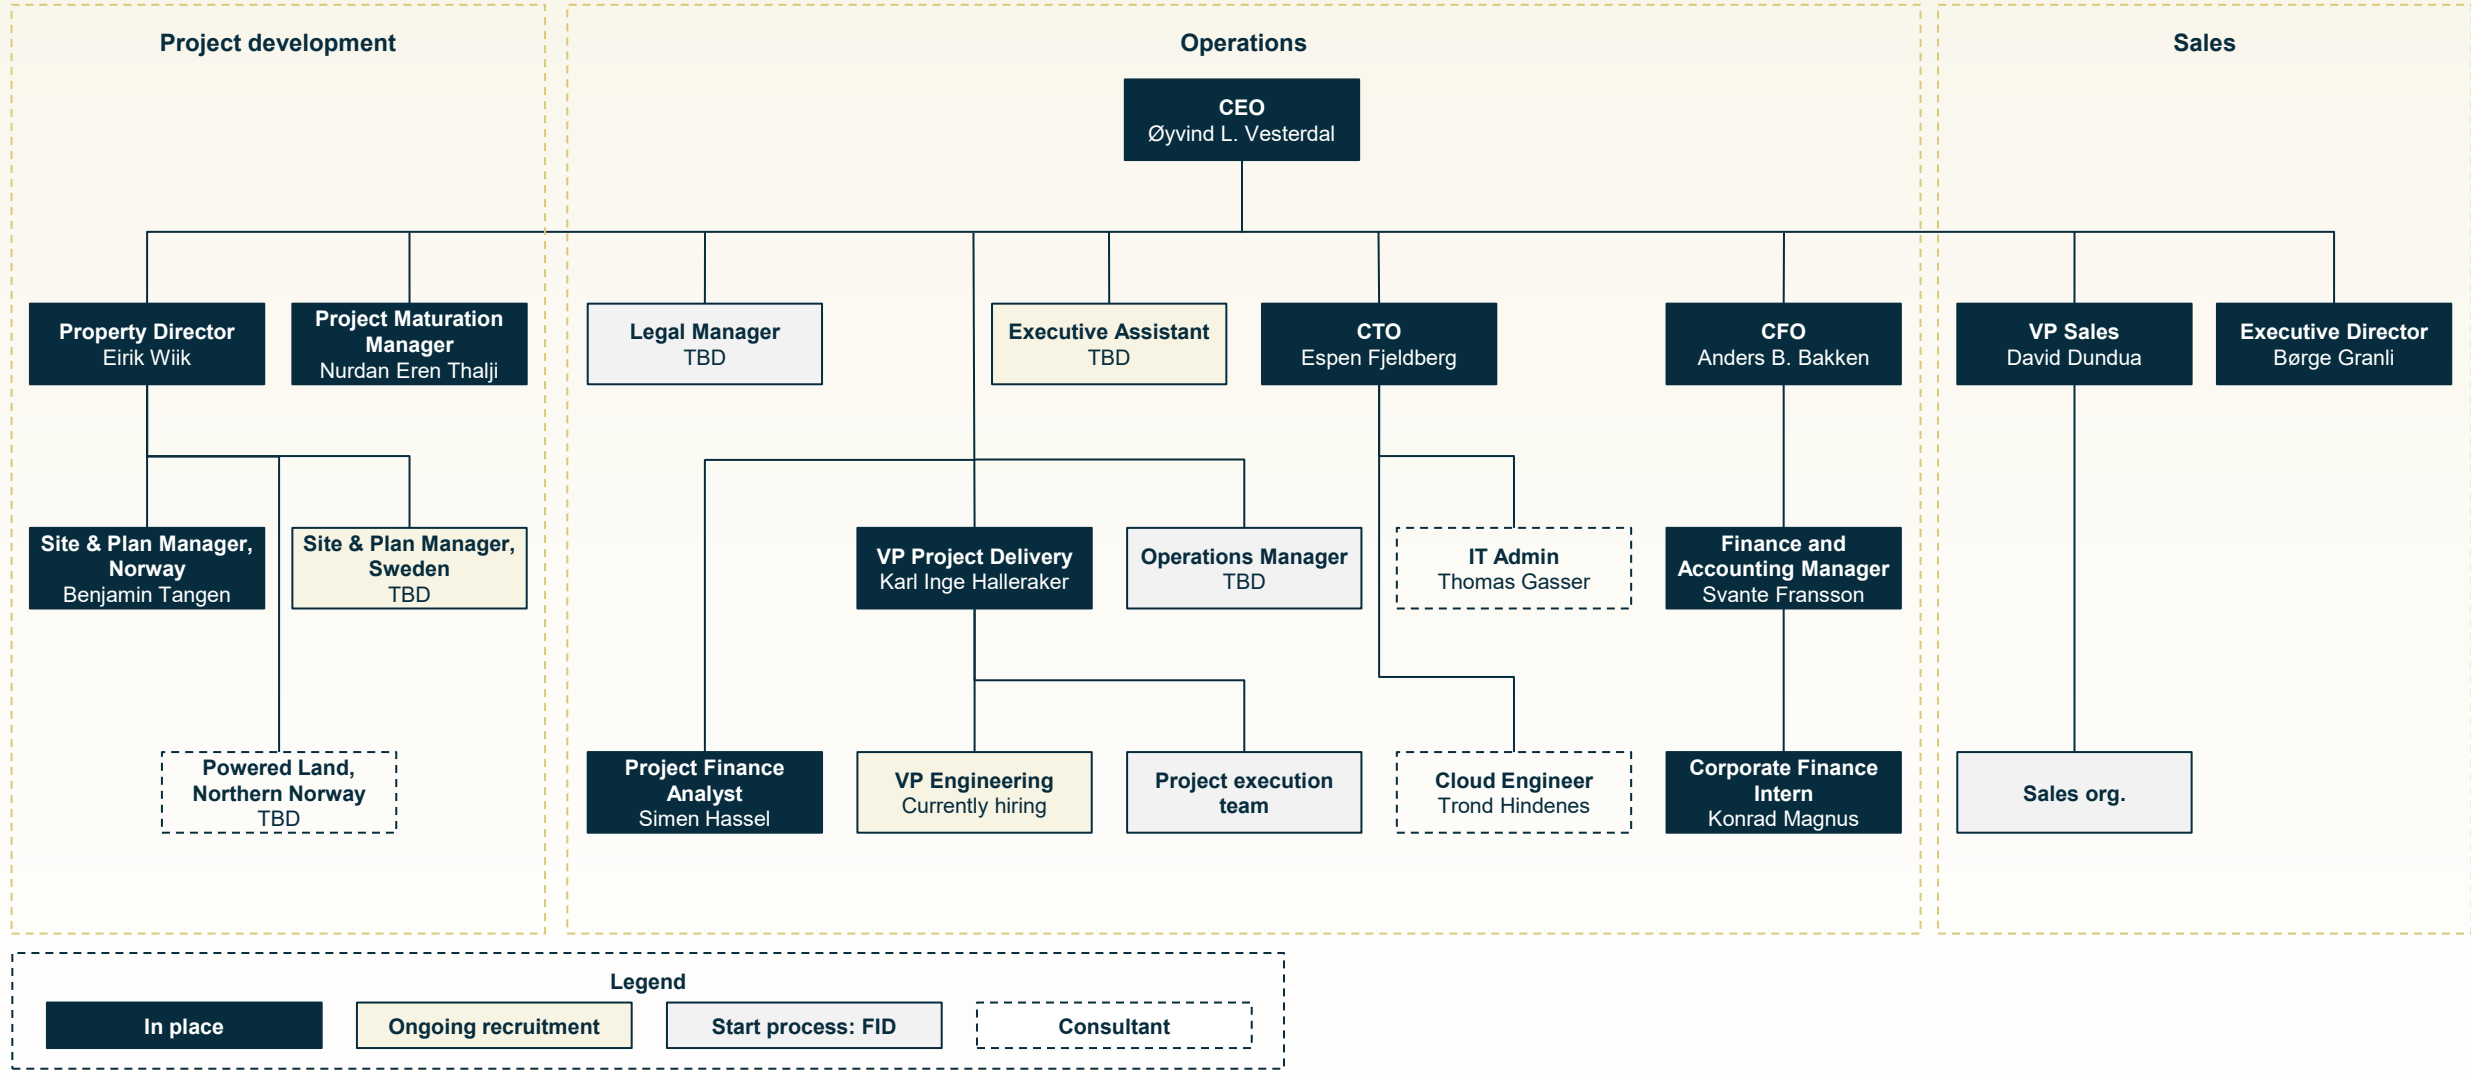 Project development
Operations
Sales
CEO
Øyvind L. Vesterdal
Property Director
Eirik Wiik
Project Maturation
Manager
Nurdan Eren Thalji
Legal Manager
TBD
Executive Assistant
TBD
CTO
Espen Fjeldberg
CFO
Anders B. Bakken
VP Sales
David Dundua
Executive Director
Børge Granli
Site & Plan Manager,
Norway
Benjamin Tangen
Site & Plan Manager,
Sweden
TBD
VP Project Delivery
Karl Inge Halleraker
Operations Manager
TBD
IT Admin
Thomas Gasser
Finance and
Accounting Manager
Svante Fransson
Powered Land,
Northern Norway
TBD
Project Finance
Analyst
Simen Hassel
VP Engineering
Currently hiring
Project execution
team
Cloud Engineer
Trond Hindenes
Corporate Finance
Intern
Konrad Magnus
Sales org.
Legend
In place
Ongoing recruitment
Start process: FID
Consultant